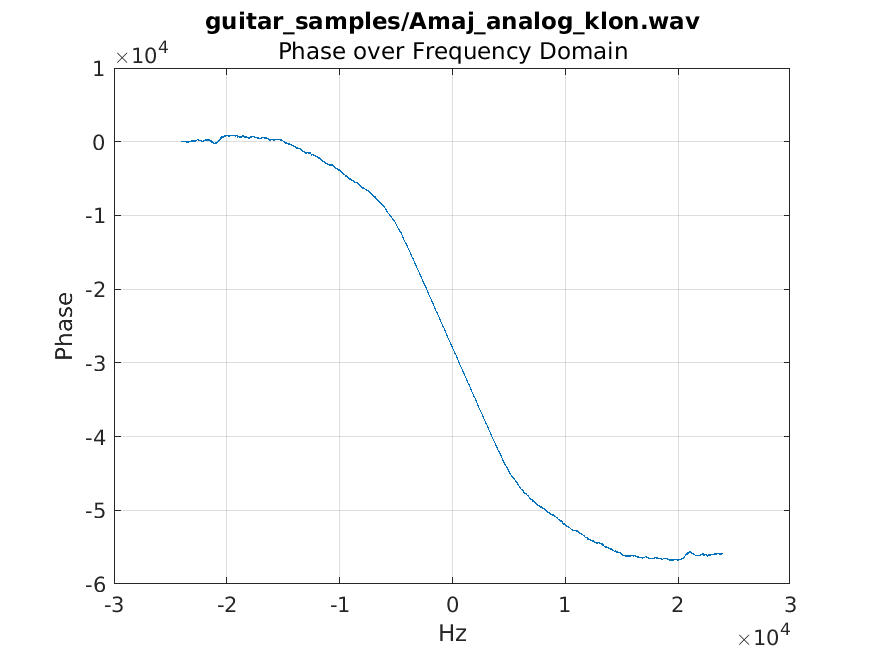 guitar_samples/Amaj_analog_klon.wav
Phase over Frequency Domain
×10^4
1
0
-1
-2
-3
-4
-5
-6
Phase
-3 -2 -1 0 1 2 3
Hz
×10^4